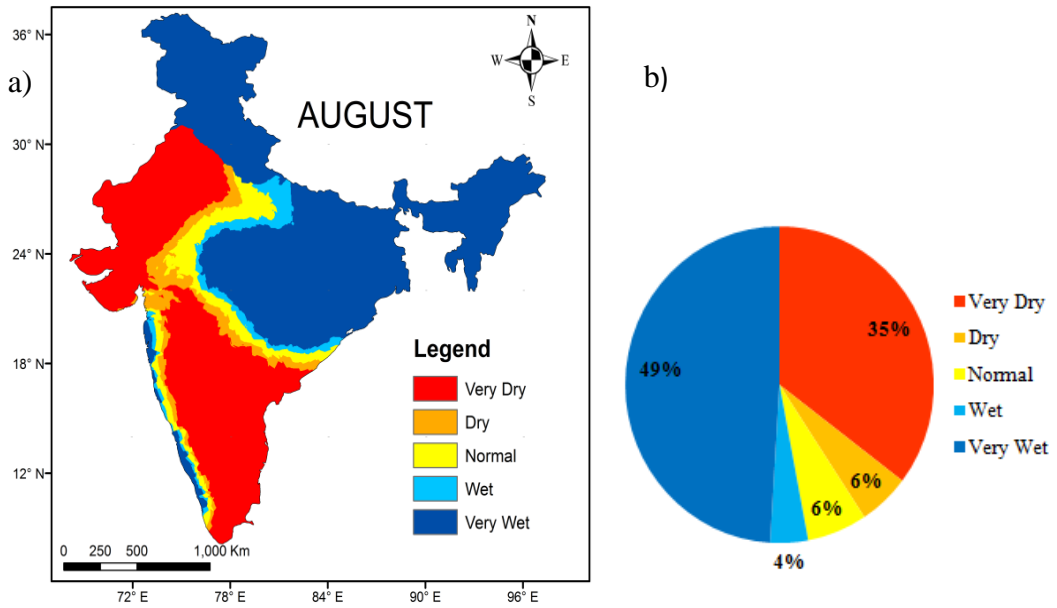 a)
36° N
30° N
24° N
18° N
12° N
N
W
E
S
AUGUST
Legend
Very Dry
Dry
Normal
Wet
Very Wet
0 250 500 1,000 Km
72° E 78° E 84° E 90° E 96° E
b)
35%
49%
6%
6%
4%
Very Dry
Dry
Normal
Wet
Very Wet